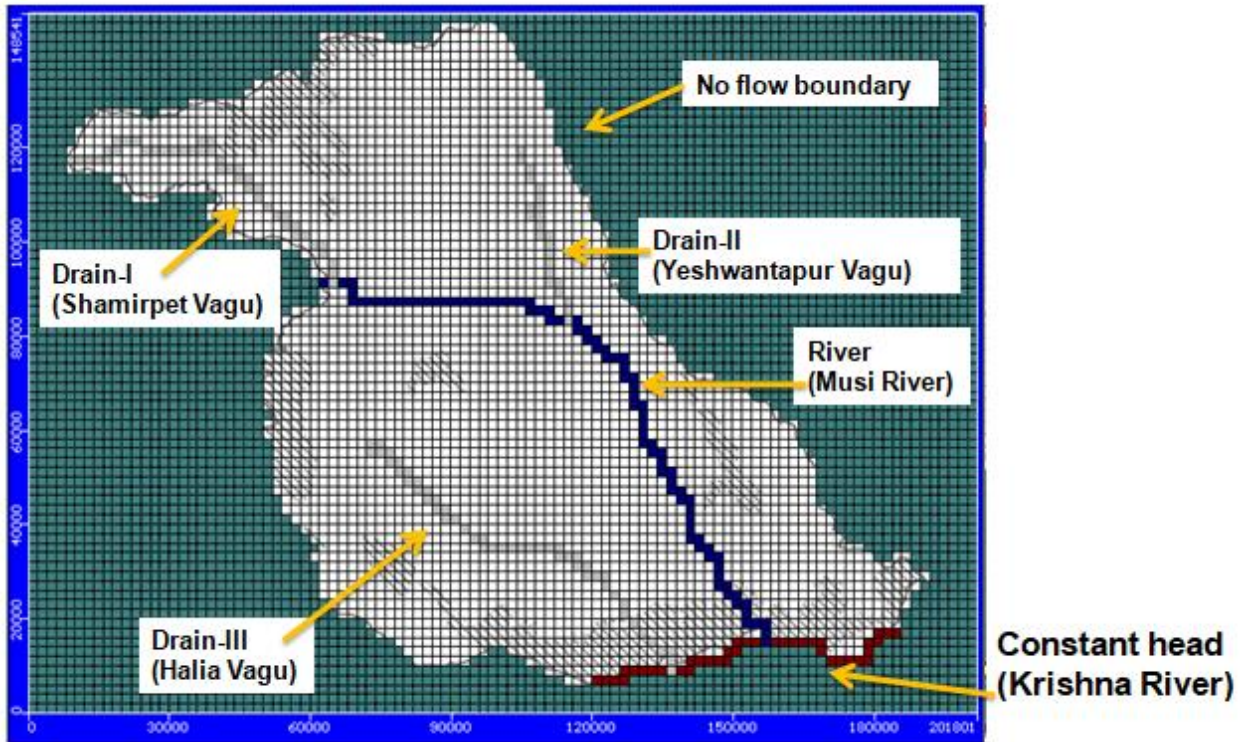 148541
No flow boundary
120000
Drain-II
(Yeshwantapur Vagu)
100000
Drain-I
(Shamirpet Vagu)
80000
River
(Musi River)
60000
40000
20000
Drain-III
(Halia Vagu)
Constant head
(Krishna River)
0
0 30000 60000 90000 120000 150000 180000 201801